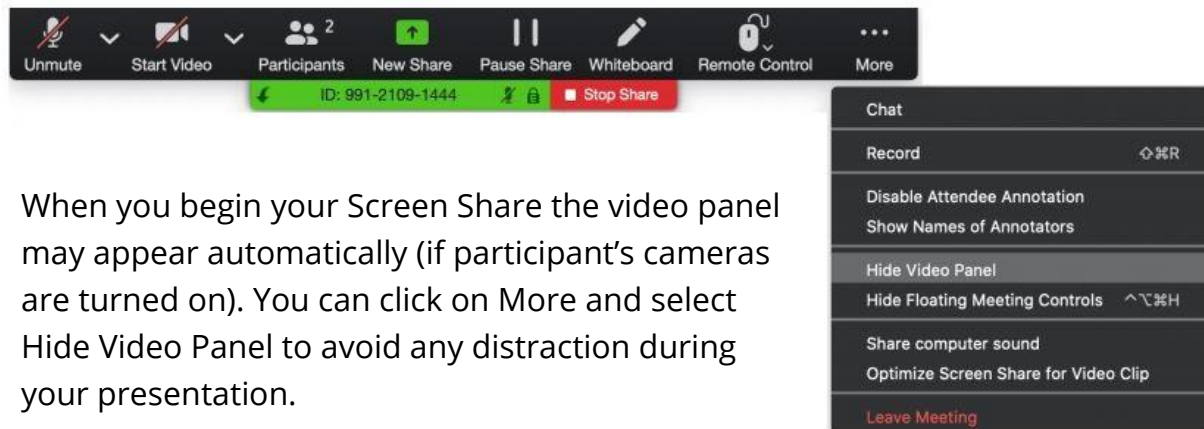 2
Unmute Start Video Participants New Share Pause Share Whiteboard Remote Control More
ID: 991-2109-1444 Stop Share
Chat
Record ⇧⌘R
Disable Attendee Annotation
Show Names of Annotators
Hide Video Panel
Hide Floating Meeting Controls ^⌥⌘H
Share computer sound
Optimize Screen Share for Video Clip
Leave Meeting
When you begin your Screen Share the video panel
may appear automatically (if participant’s cameras
are turned on). You can click on More and select
Hide Video Panel to avoid any distraction during
your presentation.